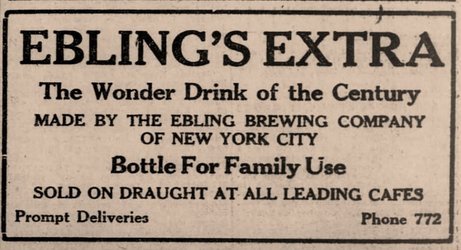 EBLING'S EXTRA
The Wonder Drink of the Century
MADE BY THE EBLING BREWING COMPANY
OF NEW YORK CITY
Bottle For Family Use
SOLD ON DRAUGHT AT ALL LEADING CAFES
Prompt Deliveries Phone 772